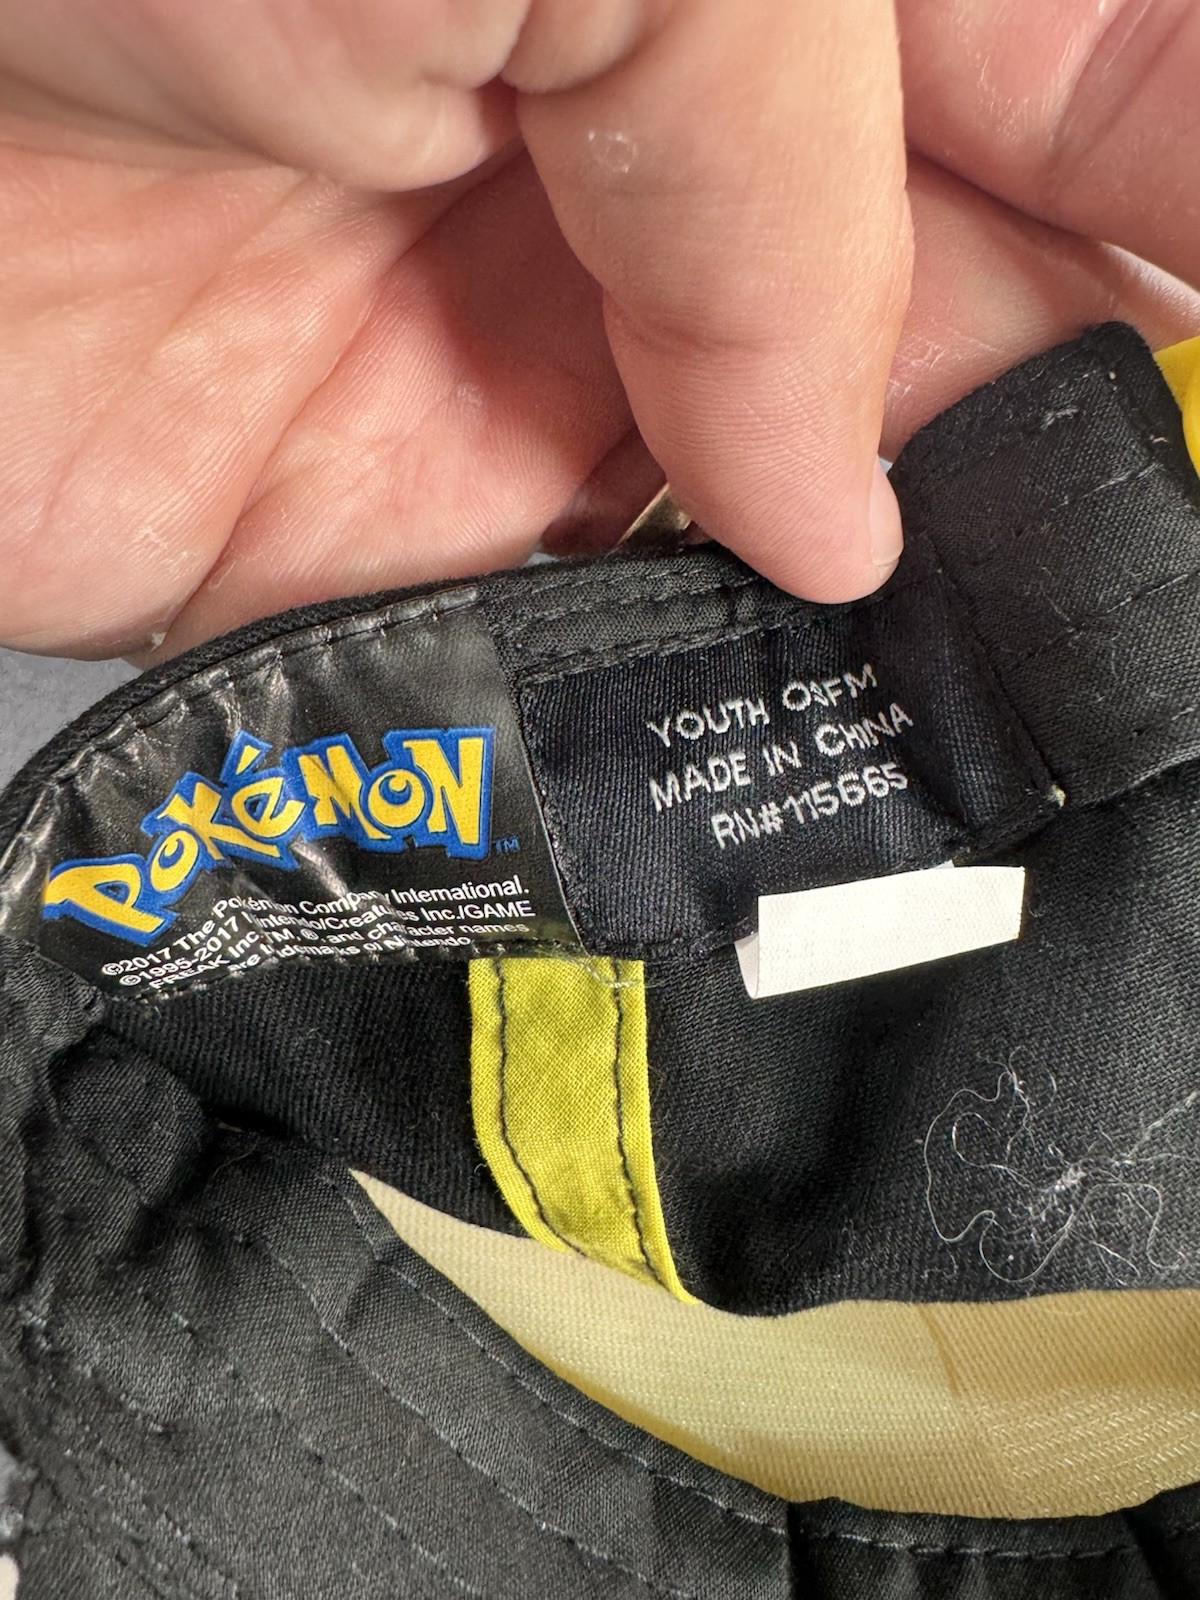 POKéMON
TM
©2017 The Pokémon Company International.
©1995-2017 Nintendo/Creatures Inc./GAME
FREAK Inc. TM, ®, and character names
are trademarks of Nintendo.
YOUTH OSFM
MADE IN CHINA
RN#115665